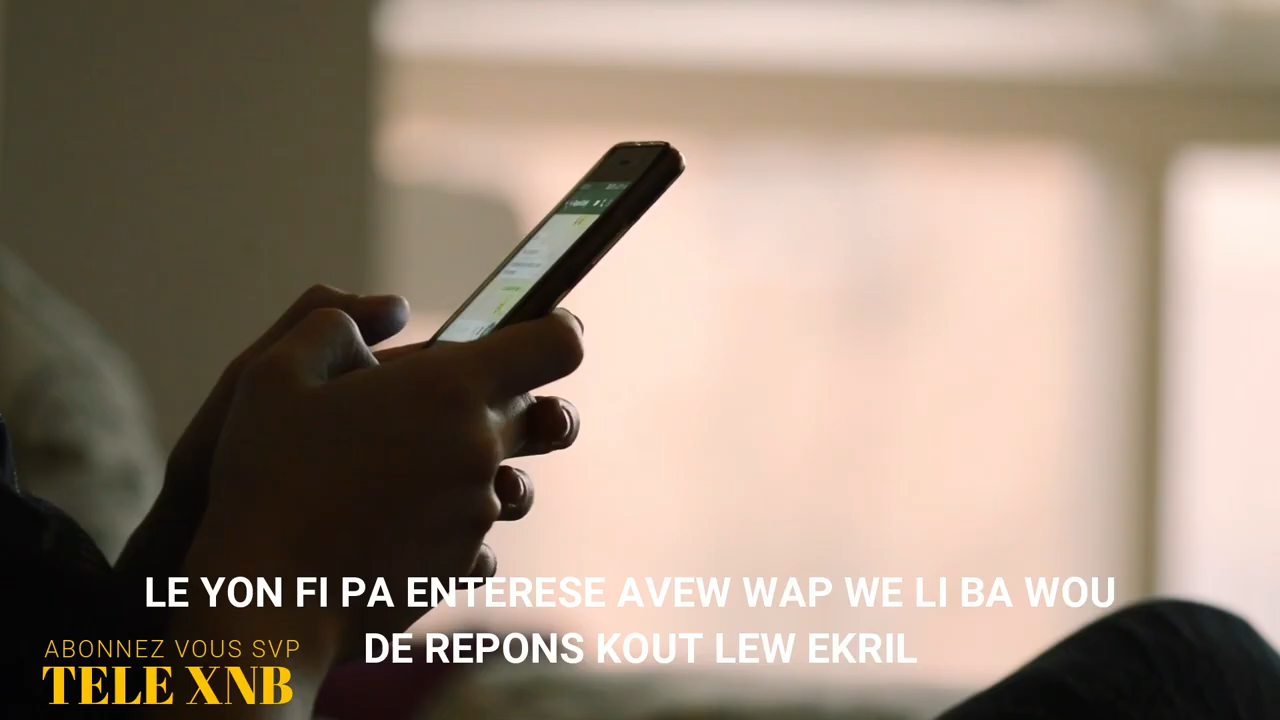 LE YON FI PA ENTERESE AVEW WAP WE LI BA WOU
DE REPONS KOUT LEW EKRIL
ABONNEZ VOUS SVP
TELE XNB